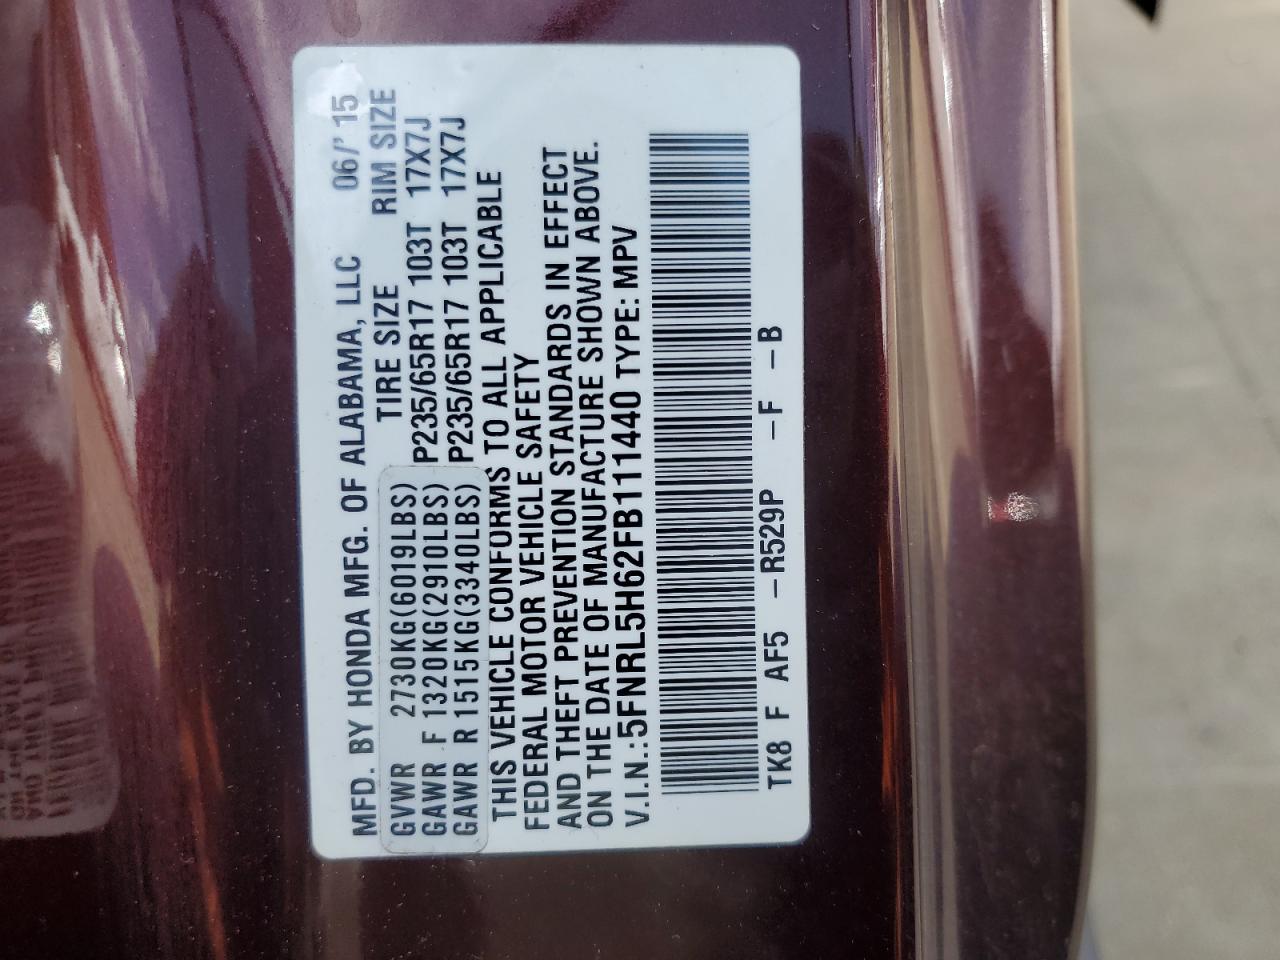 MFD. BY HONDA MFG. OF ALABAMA, LLC 06/' 15
TIRE SIZE RIM SIZE
GVWR 2730KG(6019LBS)
GAWR F 1320KG(2910LBS) P235/65R17 103T 17X7J
GAWR R 1515KG(3340LBS) P235/65R17 103T 17X7J
THIS VEHICLE CONFORMS TO ALL APPLICABLE
FEDERAL MOTOR VEHICLE SAFETY
AND THEFT PREVENTION STANDARDS IN EFFECT
ON THE DATE OF MANUFACTURE SHOWN ABOVE.
V.I.N.:5FNRL5H62FB111440 TYPE: MPV
TK8 F AF5 -R529P -F -B